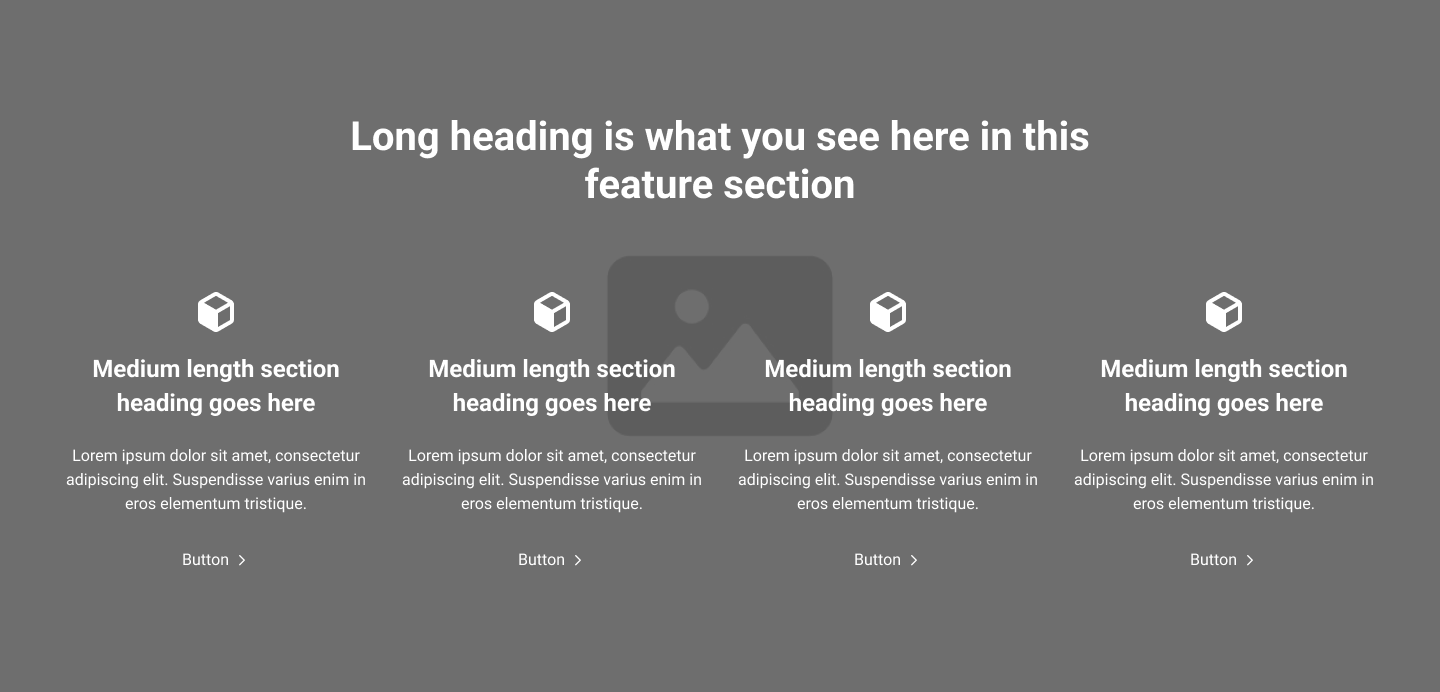 Long heading is what you see here in this
feature section
Medium length section
heading goes here
Lorem ipsum dolor sit amet, consectetur
adipiscing elit. Suspendisse varius enim in
eros elementum tristique.
Button
Medium length section
heading goes here
Lorem ipsum dolor sit amet, consectetur
adipiscing elit. Suspendisse varius enim in
eros elementum tristique.
Button
Medium length section
heading goes here
Lorem ipsum dolor sit amet, consectetur
adipiscing elit. Suspendisse varius enim in
eros elementum tristique.
Button
Medium length section
heading goes here
Lorem ipsum dolor sit amet, consectetur
adipiscing elit. Suspendisse varius enim in
eros elementum tristique.
Button